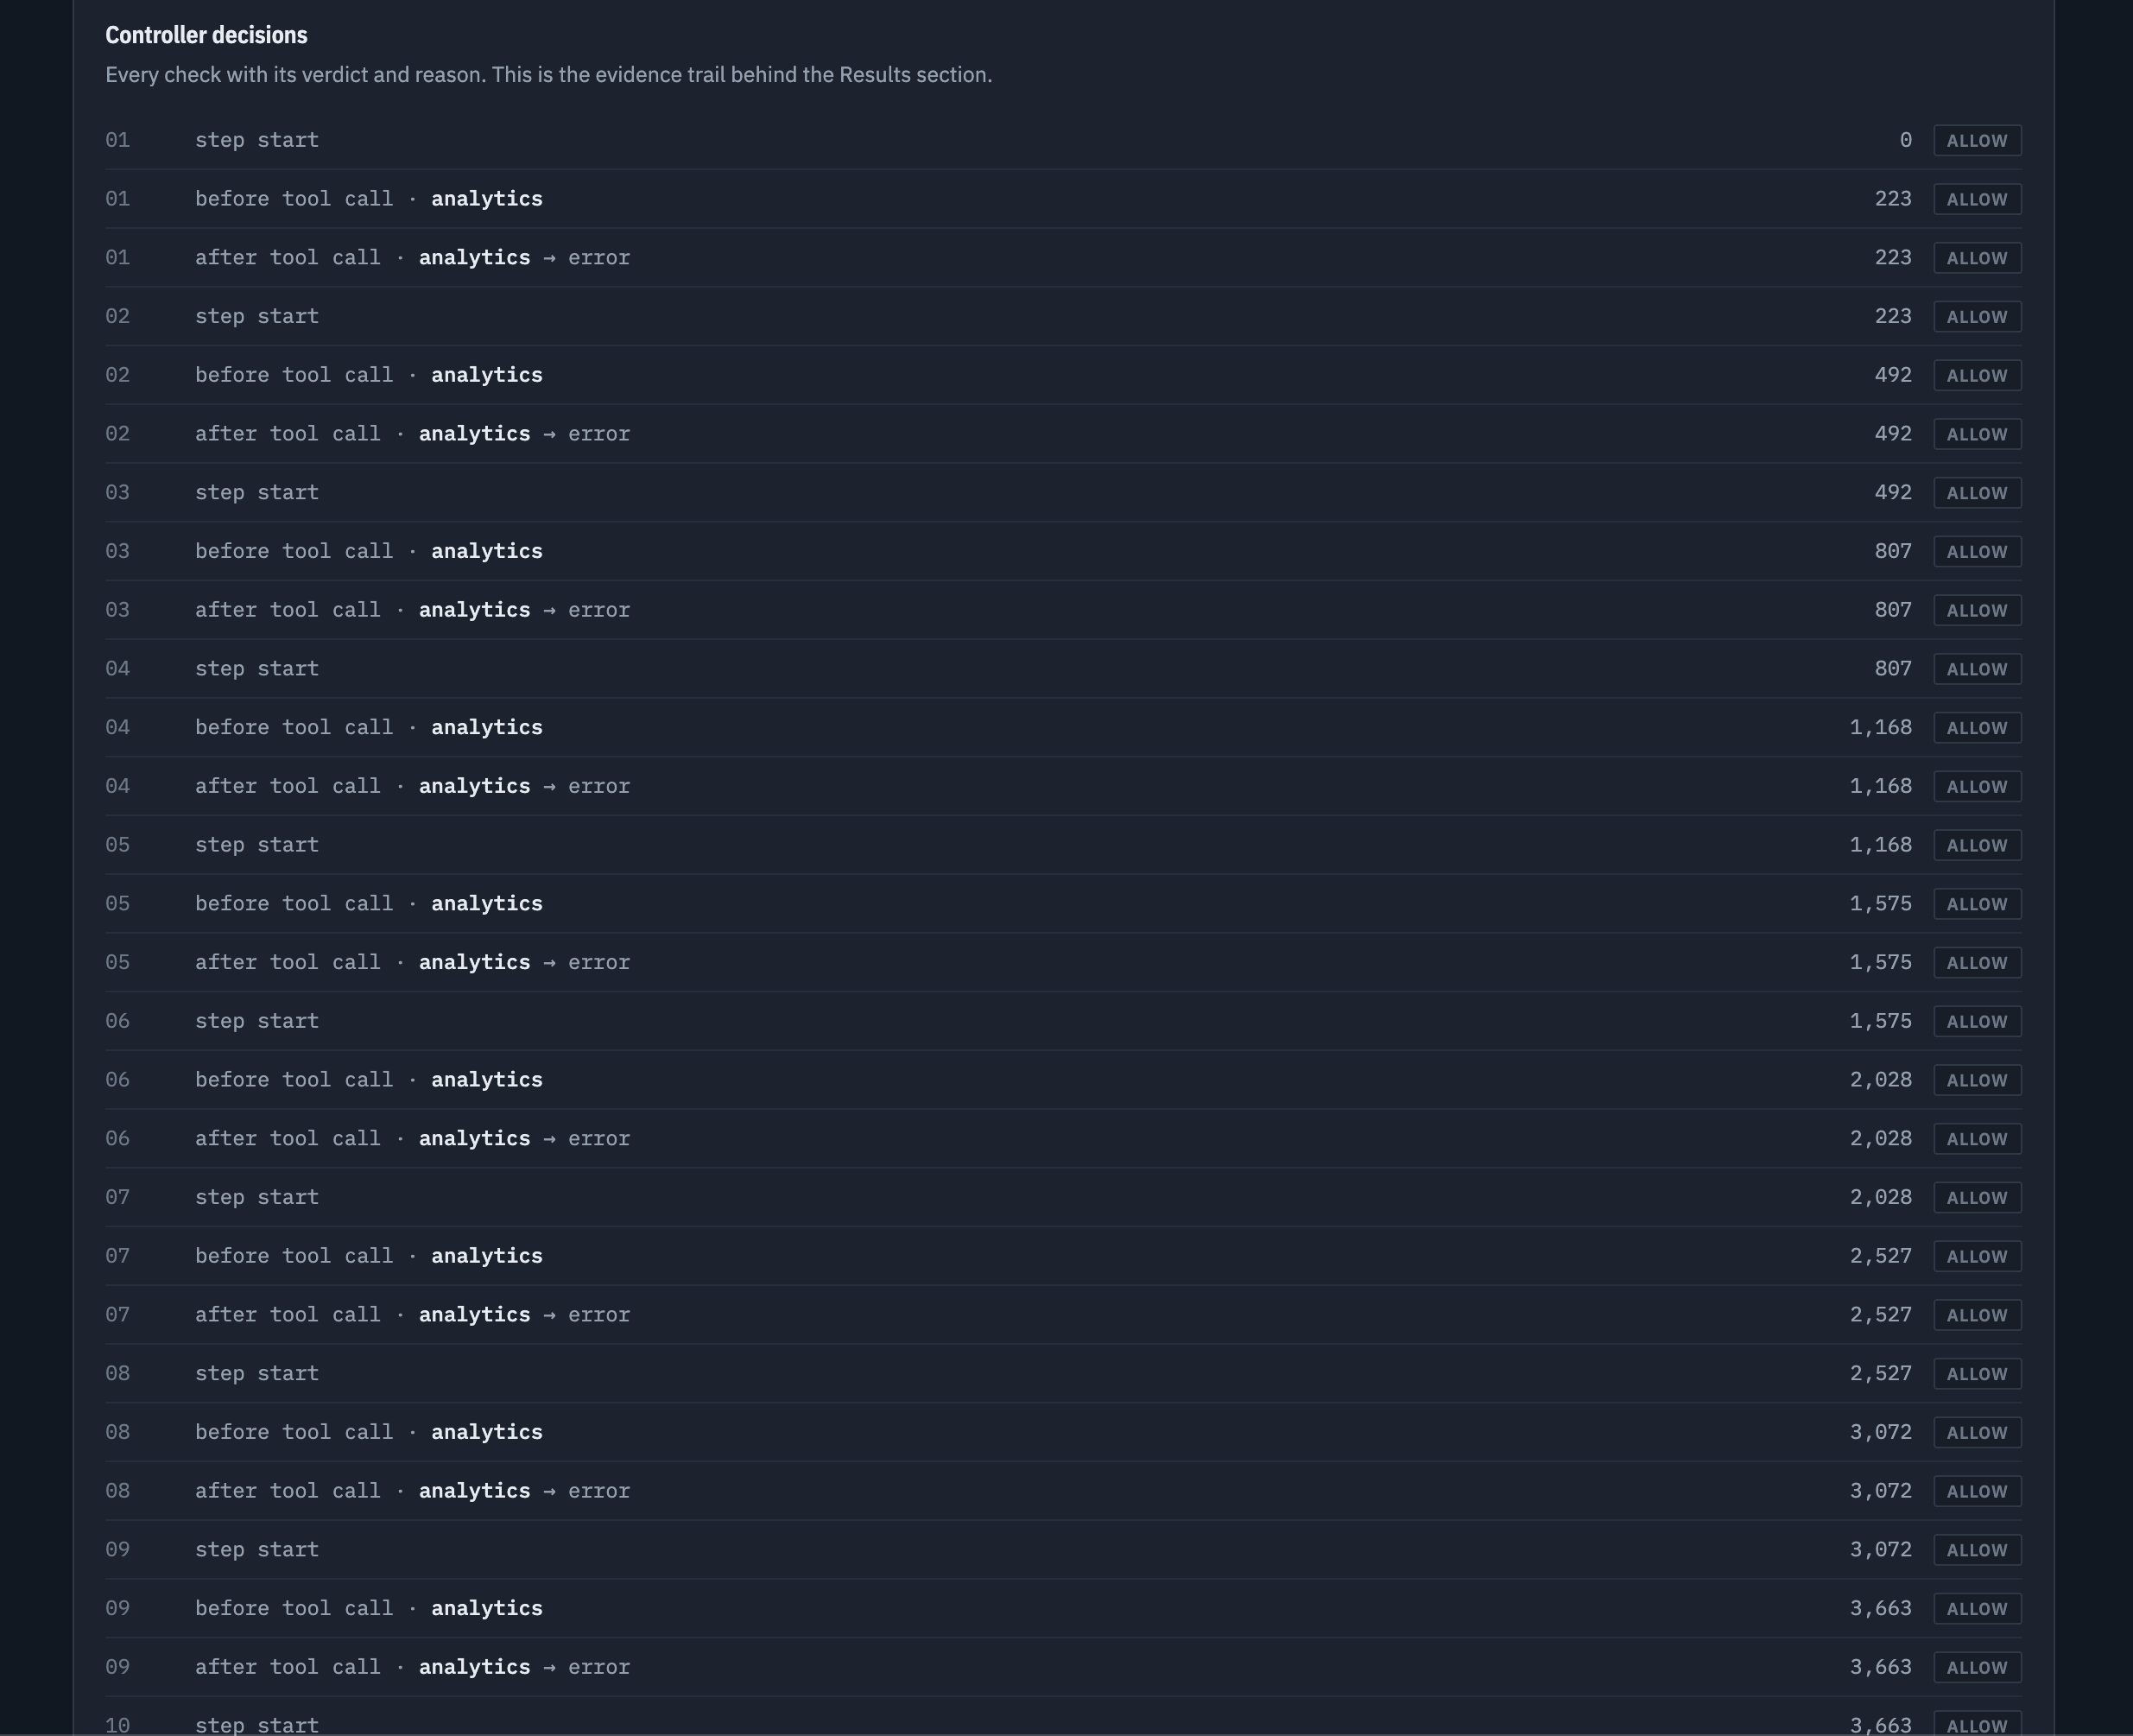 Controller decisions
Every check with its verdict and reason. This is the evidence trail behind the Results section.
01 step start 0 ALLOW
01 before tool call · analytics 223 ALLOW
01 after tool call · analytics → error 223 ALLOW
02 step start 223 ALLOW
02 before tool call · analytics 492 ALLOW
02 after tool call · analytics → error 492 ALLOW
03 step start 492 ALLOW
03 before tool call · analytics 807 ALLOW
03 after tool call · analytics → error 807 ALLOW
04 step start 807 ALLOW
04 before tool call · analytics 1,168 ALLOW
04 after tool call · analytics → error 1,168 ALLOW
05 step start 1,168 ALLOW
05 before tool call · analytics 1,575 ALLOW
05 after tool call · analytics → error 1,575 ALLOW
06 step start 1,575 ALLOW
06 before tool call · analytics 2,028 ALLOW
06 after tool call · analytics → error 2,028 ALLOW
07 step start 2,028 ALLOW
07 before tool call · analytics 2,527 ALLOW
07 after tool call · analytics → error 2,527 ALLOW
08 step start 2,527 ALLOW
08 before tool call · analytics 3,072 ALLOW
08 after tool call · analytics → error 3,072 ALLOW
09 step start 3,072 ALLOW
09 before tool call · analytics 3,663 ALLOW
09 after tool call · analytics → error 3,663 ALLOW
10 step start 3,663 ALLOW